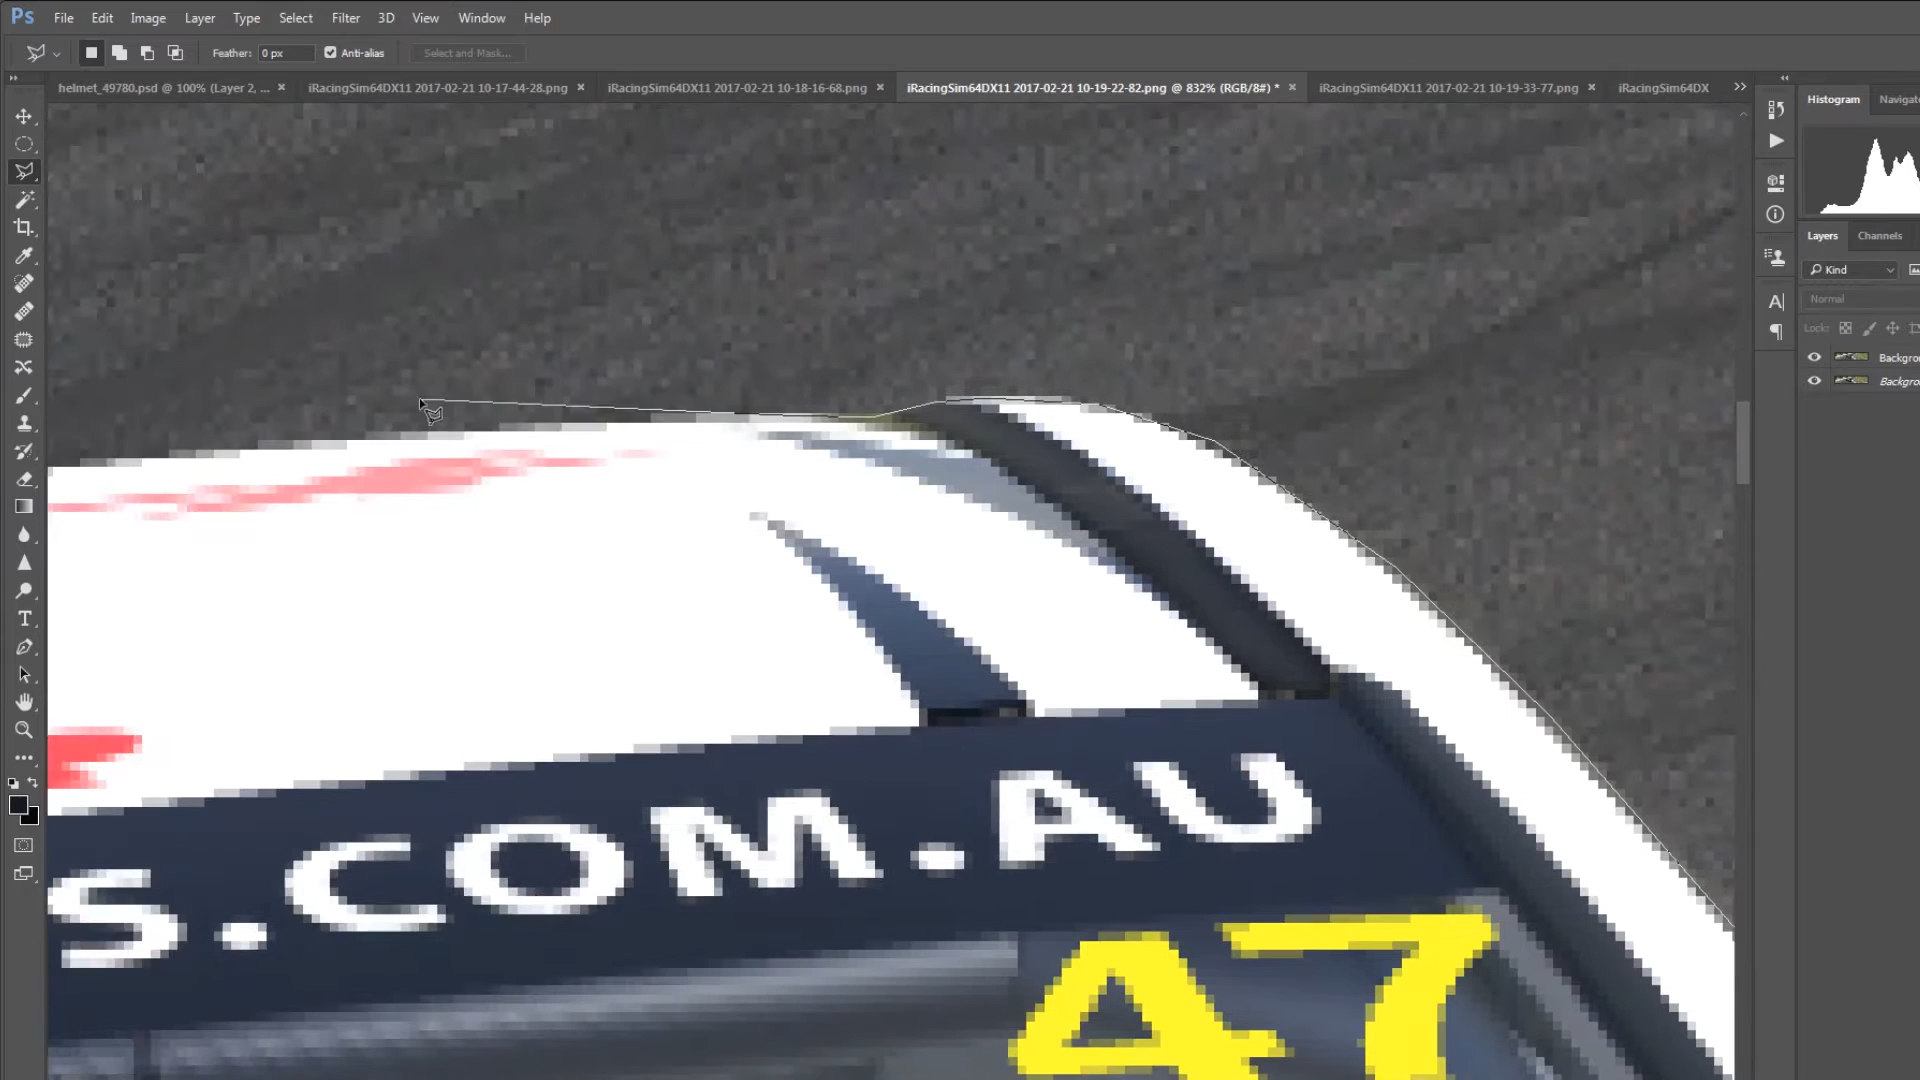 Ps File Edit Image Layer Type Select Filter 3D View Window Help
Feather: 0 px Anti-alias Select and Mask...
helmet_49780.psd @ 100% (Layer 2, ... × iRacingSim64DX11 2017-02-21 10-17-44-28.png × iRacingSim64DX11 2017-02-21 10-18-16-68.png × iRacingSim64DX11 2017-02-21 10-19-22-82.png @ 832% (RGB/8#) * × iRacingSim64DX11 2017-02-21 10-19-33-77.png × iRacingSim64DX
Histogram Navigate
Layers Channels
Kind
Normal
Lock:
Backgro
Backgro
S.COM.AU
47